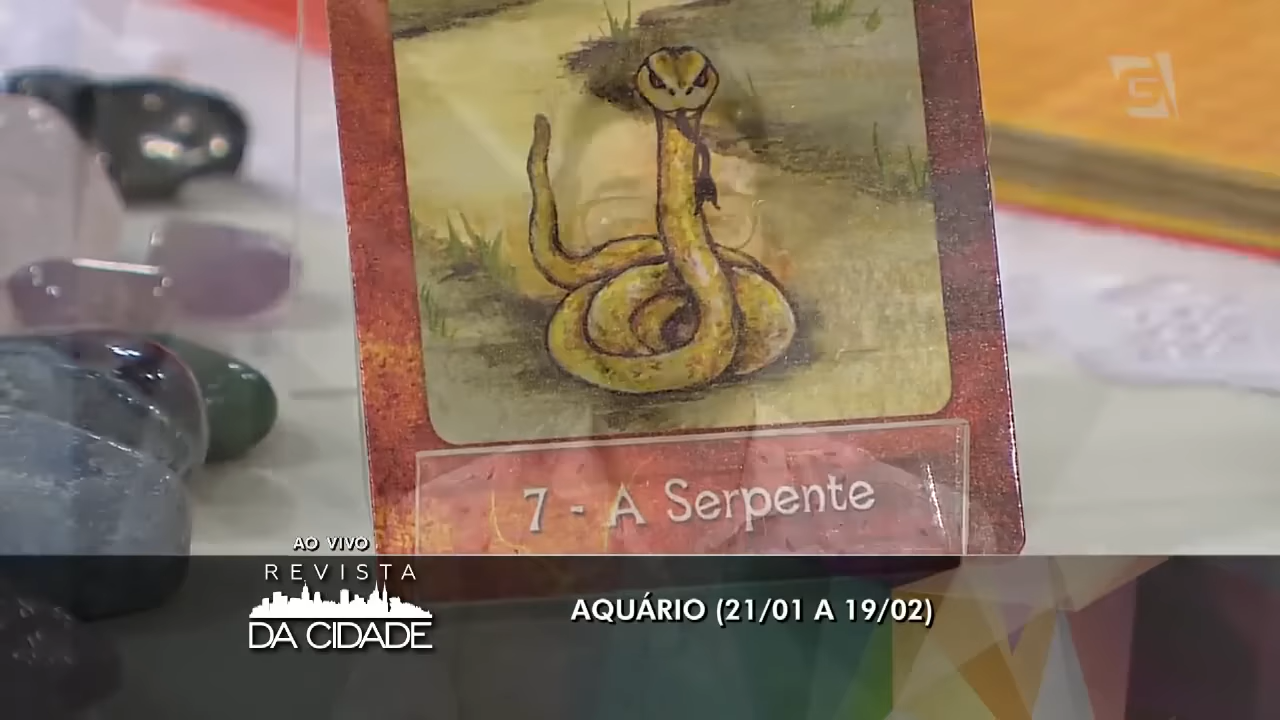 7 - A Serpente
AO VIVO
REVISTA
DA CIDADE
AQUÁRIO (21/01 A 19/02)